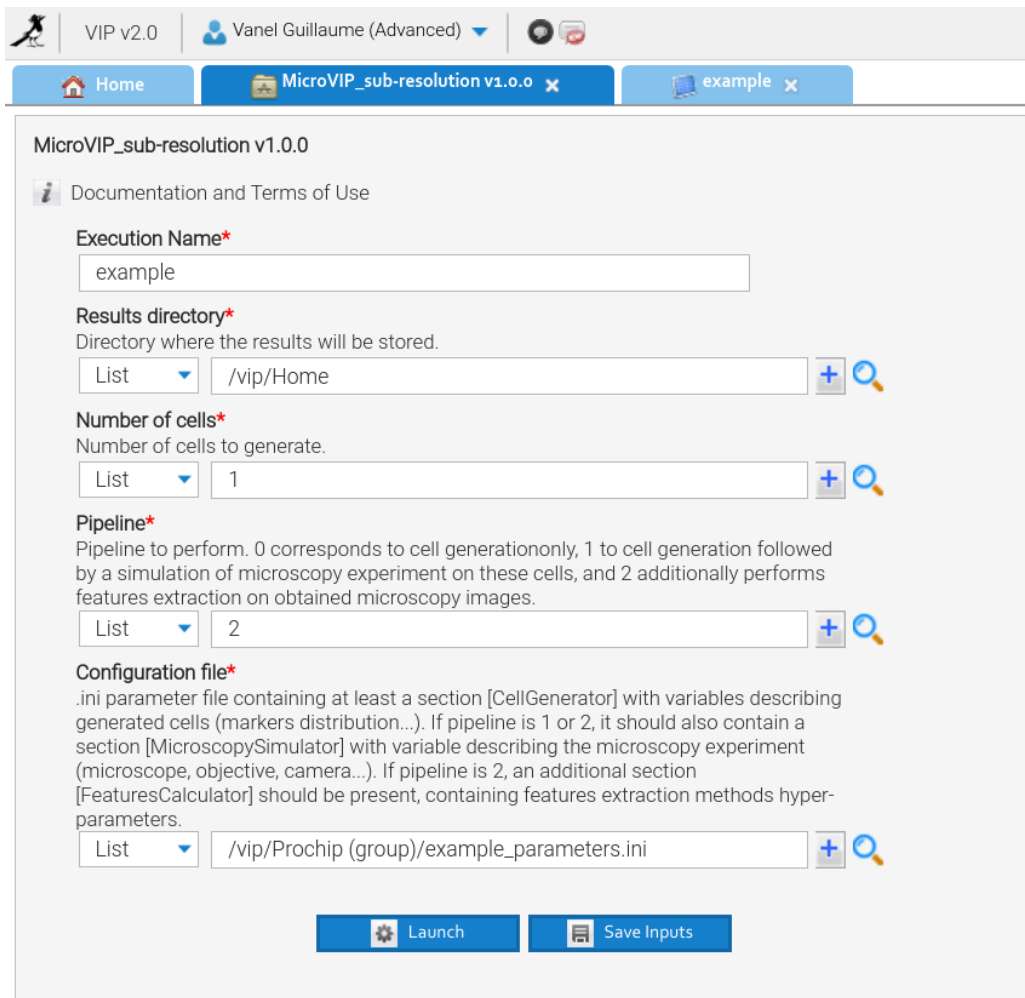 VIP v2.0 Vanel Guillaume (Advanced)
Home MicroVIP_sub-resolution v1.0.0 x example x
MicroVIP_sub-resolution v1.0.0
i Documentation and Terms of Use
Execution Name*
example
Results directory*
Directory where the results will be stored.
List /vip/Home +
Number of cells*
Number of cells to generate.
List 1 +
Pipeline*
Pipeline to perform. 0 corresponds to cell generationonly, 1 to cell generation followed
by a simulation of microscopy experiment on these cells, and 2 additionally performs
features extraction on obtained microscopy images.
List 2 +
Configuration file*
.ini parameter file containing at least a section [CellGenerator] with variables describing
generated cells (markers distribution...). If pipeline is 1 or 2, it should also contain a
section [MicroscopySimulator] with variable describing the microscopy experiment
(microscope, objective, camera...). If pipeline is 2, an additional section
[FeaturesCalculator] should be present, containing features extraction methods hyper-
parameters.
List /vip/Prochip (group)/example_parameters.ini +
Launch Save Inputs